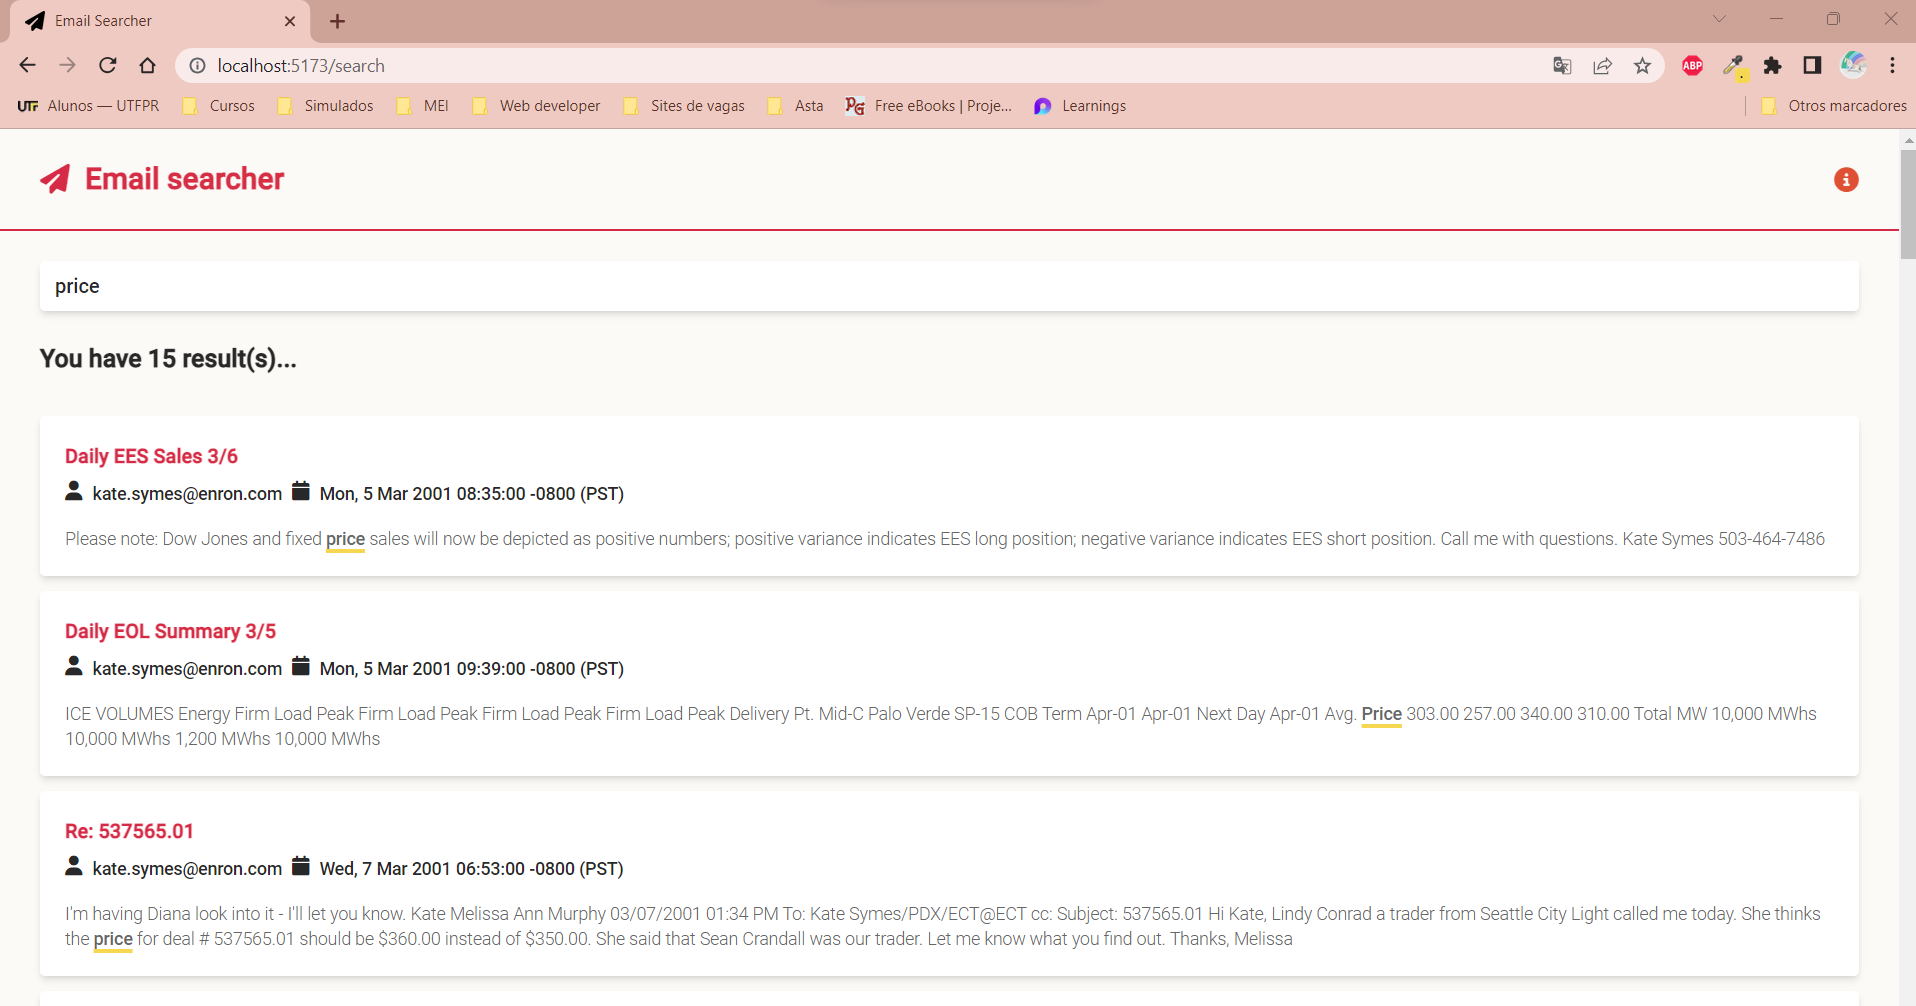 Email Searcher
localhost:5173/search
ABP
UTF Alunos — UTFPR Cursos Simulados MEI Web developer Sites de vagas Asta PG Free eBooks | Proje... Learnings Otros marcadores
Email searcher
price
You have 15 result(s)...
Daily EES Sales 3/6
kate.symes@enron.com Mon, 5 Mar 2001 08:35:00 -0800 (PST)
Please note: Dow Jones and fixed price sales will now be depicted as positive numbers; positive variance indicates EES long position; negative variance indicates EES short position. Call me with questions. Kate Symes 503-464-7486
Daily EOL Summary 3/5
kate.symes@enron.com Mon, 5 Mar 2001 09:39:00 -0800 (PST)
ICE VOLUMES Energy Firm Load Peak Firm Load Peak Firm Load Peak Firm Load Peak Delivery Pt. Mid-C Palo Verde SP-15 COB Term Apr-01 Apr-01 Next Day Apr-01 Avg. Price 303.00 257.00 340.00 310.00 Total MW 10,000 MWhs
10,000 MWhs 1,200 MWhs 10,000 MWhs
Re: 537565.01
kate.symes@enron.com Wed, 7 Mar 2001 06:53:00 -0800 (PST)
I'm having Diana look into it - I'll let you know. Kate Melissa Ann Murphy 03/07/2001 01:34 PM To: Kate Symes/PDX/ECT@ECT cc: Subject: 537565.01 Hi Kate, Lindy Conrad a trader from Seattle City Light called me today. She thinks
the price for deal # 537565.01 should be $360.00 instead of $350.00. She said that Sean Crandall was our trader. Let me know what you find out. Thanks, Melissa